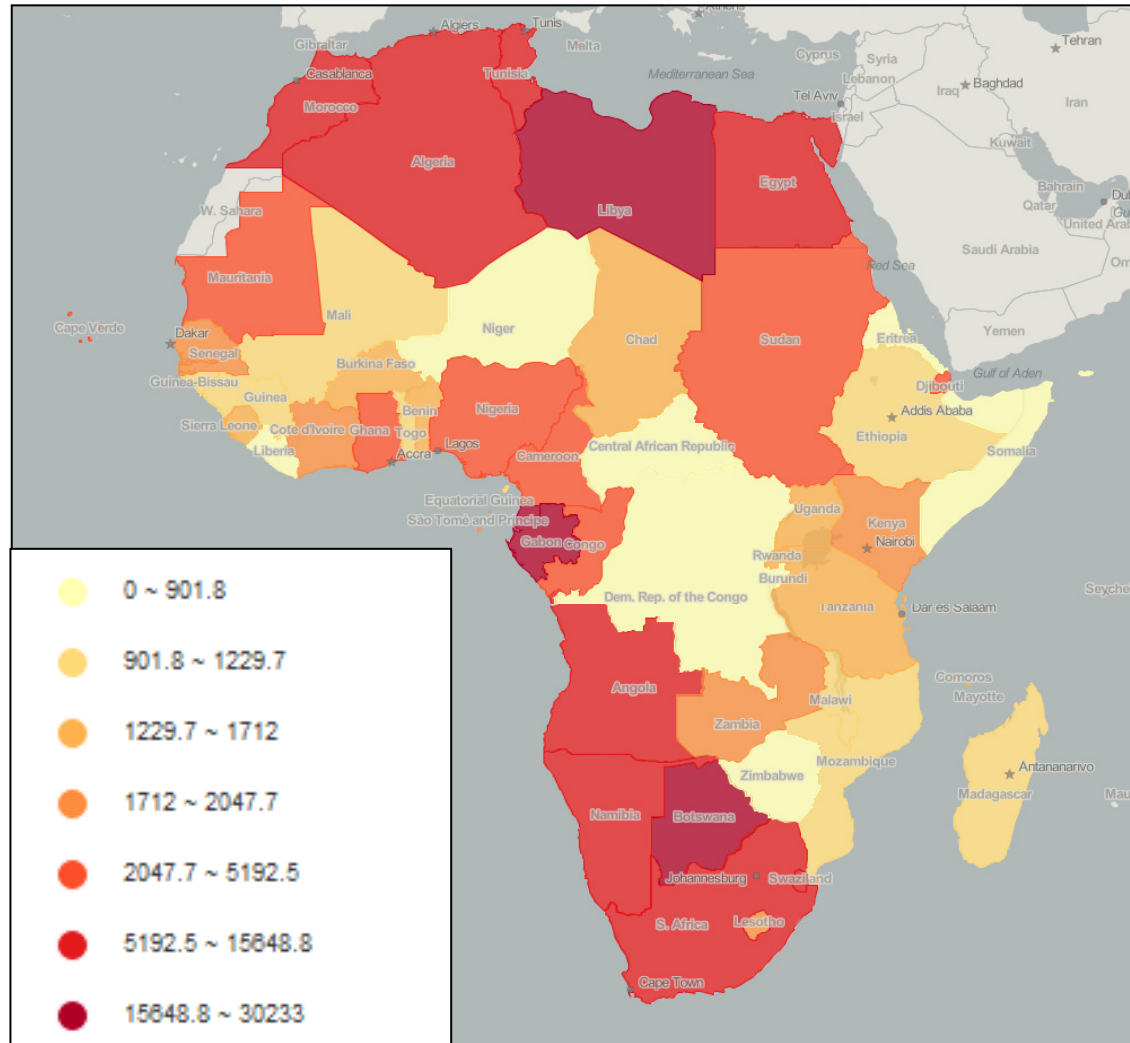 Athens
Algiers
Tunis
Gibraltar
Malta
Tunisia
Casablanca
Morocco
Mediterranean Sea
Cyprus
Syria
Lebanon
Tel Aviv
Israel
Iraq
Baghdad
Tehran
Iran
Kuwait
Algeria
Libya
Egypt
Bahrain
Qatar
United Arab
Saudi Arabia
W. Sahara
Mauritania
Red Sea
Yemen
Cape Verde
Dakar
Senegal
Mali
Niger
Chad
Sudan
Eritrea
Gulf of Aden
Guinea-Bissau
Guinea
Burkina Faso
Benin
Nigeria
Djibouti
Addis Ababa
Sierra Leone
Cote d'Ivoire
Ghana
Togo
Lagos
Liberia
Accra
Cameroon
Central African Republic
Ethiopia
Somalia
Equatorial Guinea
São Tomé and Príncipe
Gabon
Congo
Uganda
Kenya
Nairobi
Rwanda
Burundi
Dem. Rep. of the Congo
Tanzania
Dar es Salaam
Angola
Zambia
Malawi
Comoros
Mayotte
Mozambique
Zimbabwe
Antananarivo
Madagascar
Namibia
Botswana
Johannesburg
Swaziland
S. Africa
Lesotho
Cape Town
0 ~ 901.8
901.8 ~ 1229.7
1229.7 ~ 1712
1712 ~ 2047.7
2047.7 ~ 5192.5
5192.5 ~ 15648.8
15648.8 ~ 30233